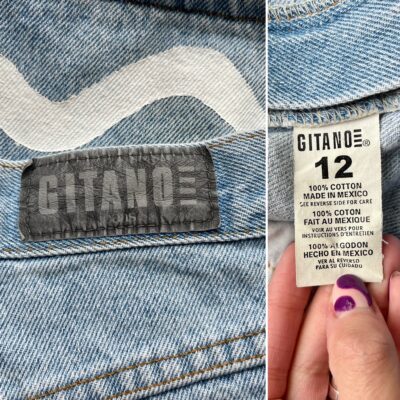 GITANO
GITANO®
12
100% COTTON
MADE IN MEXICO
SEE REVERSE SIDE FOR CARE
100% COTON
FAIT AU MEXIQUE
VOIR AU VERS POUR
INSTRUCTIONS D'ENTRETIEN
100% ALGODON
HECHO EN MEXICO
VER AL REVERSO
PARA SU CUIDADO